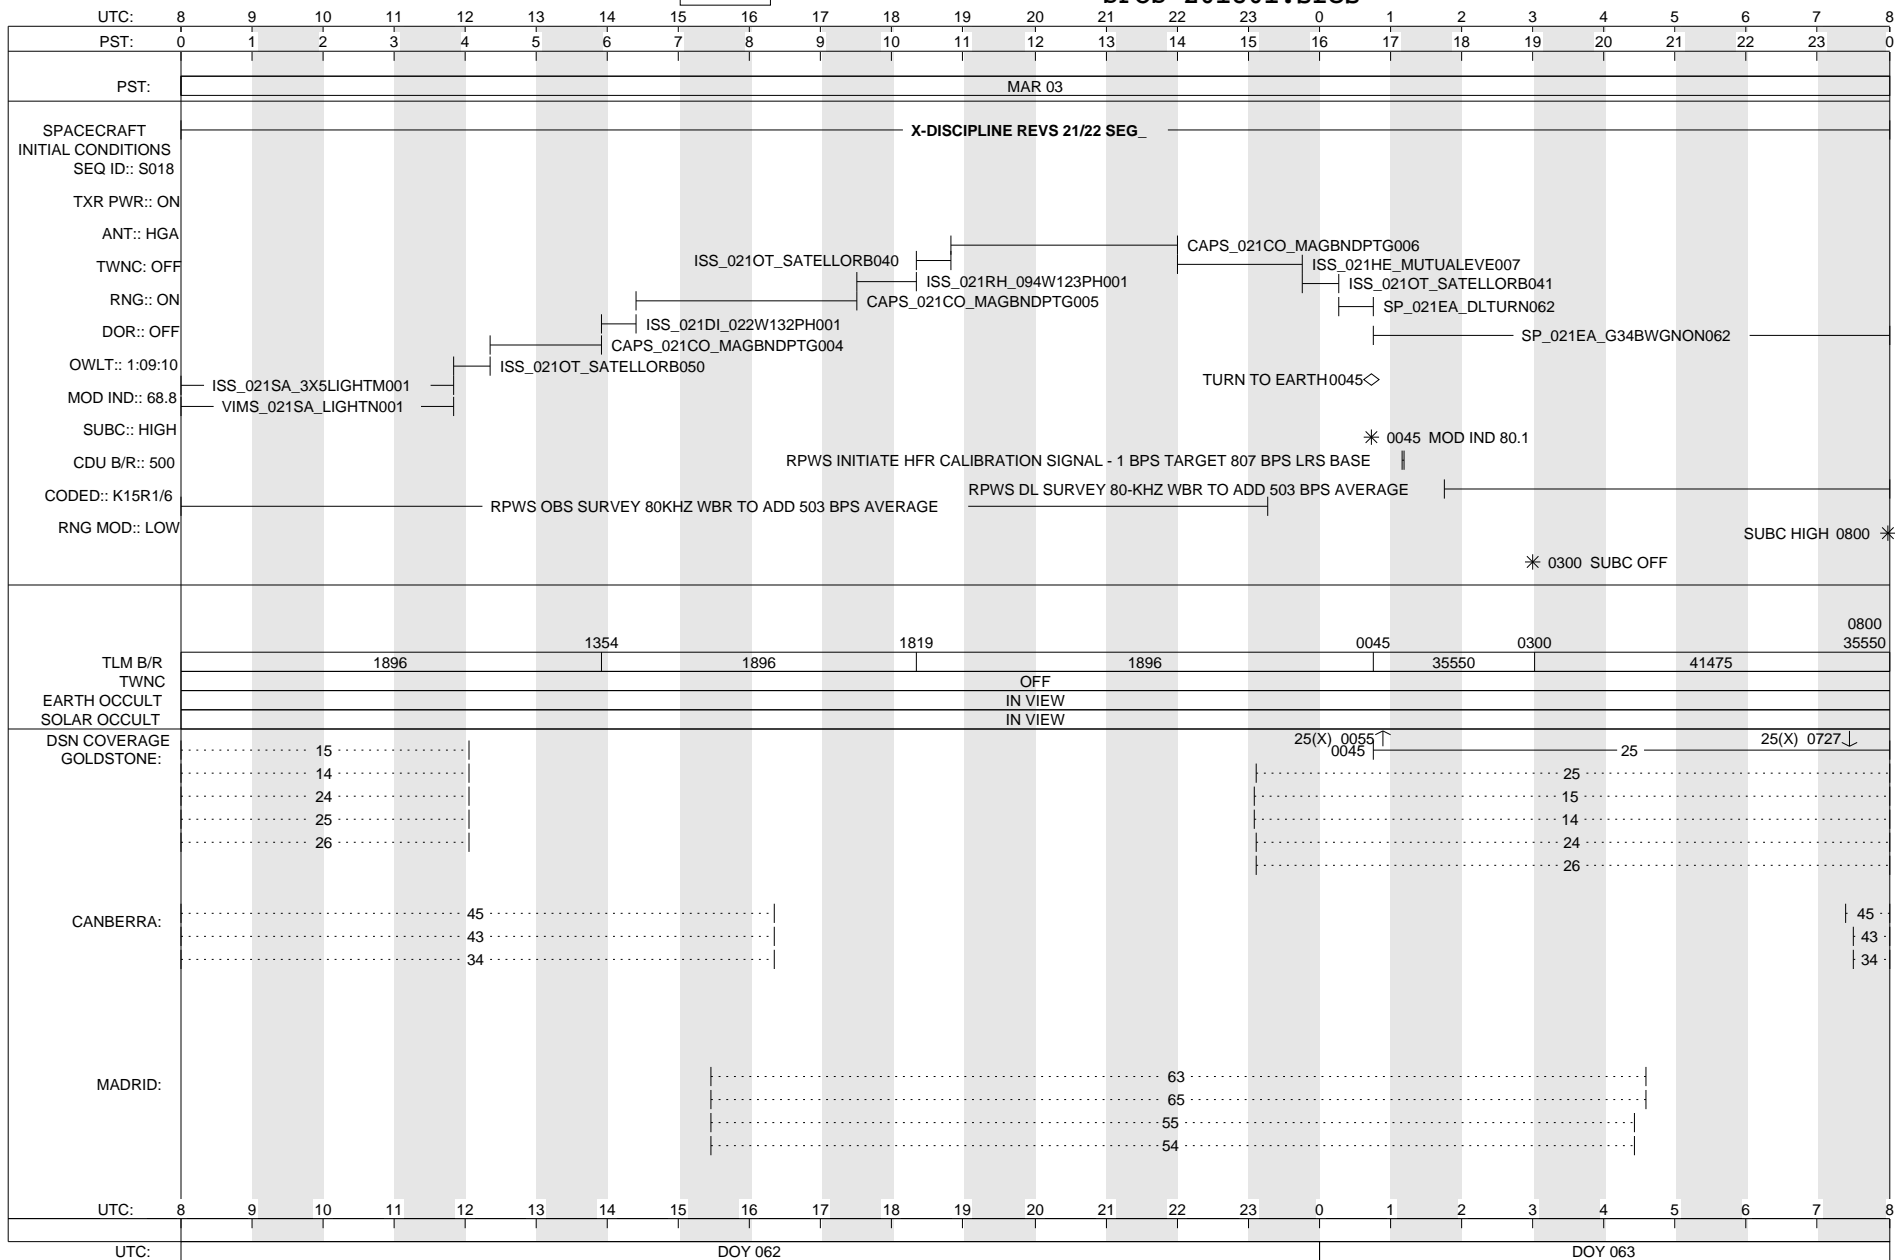 UTC: 8 9 10 11 12 13 14 15 16 17 18 19 20 21 22 23 0 1 2 3 4 5 6 7 8
PST: 0 1 2 3 4 5 6 7 8 9 10 11 12 13 14 15 16 17 18 19 20 21 22 23 0
PST: MAR 03
SPACECRAFT X-DISCIPLINE REVS 21/22 SEG_
INITIAL CONDITIONS
SEQ ID:: S018
TXR PWR:: ON
ANT:: HGA
CAPS_021CO_MAGBNDPTG006
ISS_021OT_SATELLORB040
TWNC: OFF
ISS_021HE_MUTUALEVE007
ISS_021RH_094W123PH001
ISS_021OT_SATELLORB041
RNG:: ON
CAPS_021CO_MAGBNDPTG005
SP_021EA_DLTURN062
ISS_021DI_022W132PH001
DOR:: OFF
SP_021EA_G34BWGNON062
CAPS_021CO_MAGBNDPTG004
OWLT:: 1:09:10
ISS_021OT_SATELLORB050
TURN TO EARTH 0045
ISS_021SA_3X5LIGHTM001
MOD IND:: 68.8
VIMS_021SA_LIGHTN001
SUBC:: HIGH
0045 MOD IND 80.1
CDU B/R:: 500
RPWS INITIATE HFR CALIBRATION SIGNAL - 1 BPS TARGET 807 BPS LRS BASE
RPWS DL SURVEY 80-KHZ WBR TO ADD 503 BPS AVERAGE
CODED:: K15R1/6
RPWS OBS SURVEY 80KHZ WBR TO ADD 503 BPS AVERAGE
RNG MOD:: LOW
SUBC HIGH 0800
0300 SUBC OFF
0800
1354 1819 0045 0300 35550
TLM B/R 1896 1896 1896 35550 41475
TWNC OFF
EARTH OCCULT IN VIEW
SOLAR OCCULT IN VIEW
DSN COVERAGE 25(X) 0055 25(X) 0727
GOLDSTONE: 15 0045 25
14 25
24 15
25 14
26 24
26
CANBERRA: 45 45
43 43
34 34
MADRID: 63
65
55
54
UTC: 8 9 10 11 12 13 14 15 16 17 18 19 20 21 22 23 0 1 2 3 4 5 6 7 8
UTC: DOY 062 DOY 063